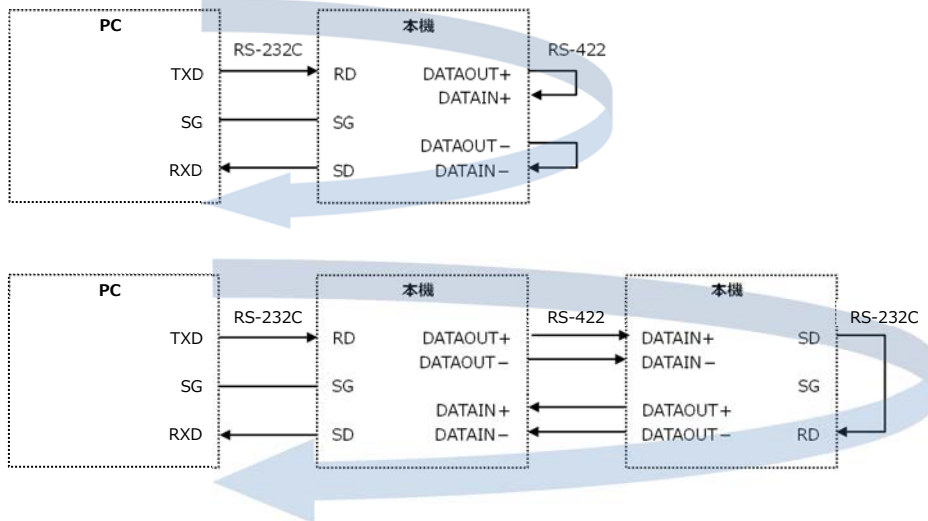 PC
本機
RS-232C
RS-422
TXD
RD
DATAOUT+
DATAIN+
SG
SG
DATAOUT−
RXD
SD
DATAIN−
PC
本機
本機
RS-232C
RS-422
RS-232C
TXD
RD
DATAOUT+
DATAIN+
SD
DATAOUT−
DATAIN−
SG
SG
SG
DATAIN+
DATAOUT+
RXD
SD
DATAIN−
DATAOUT−
RD